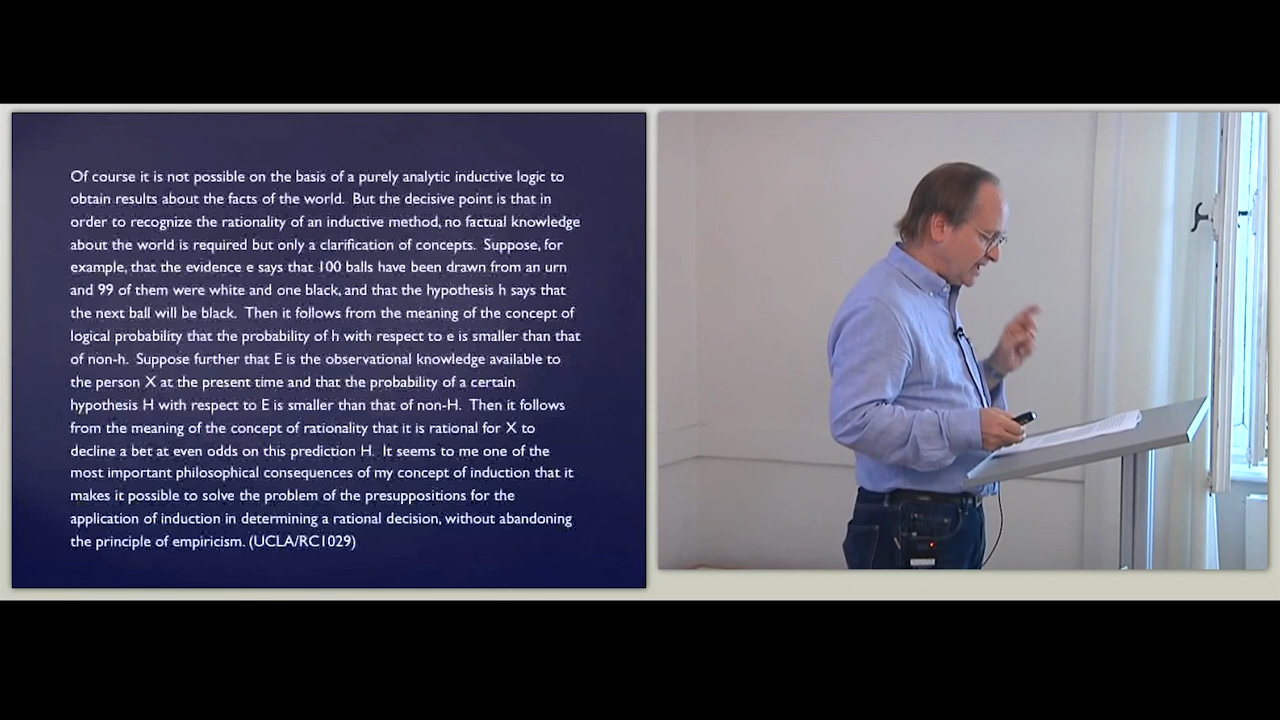 Of course it is not possible on the basis of a purely analytic inductive logic to
obtain results about the facts of the world.  But the decisive point is that in
order to recognize the rationality of an inductive method, no factual knowledge
about the world is required but only a clarification of concepts.  Suppose, for
example, that the evidence e says that 100 balls have been drawn from an urn
and 99 of them were white and one black, and that the hypothesis h says that
the next ball will be black.  Then it follows from the meaning of the concept of
logical probability that the probability of h with respect to e is smaller than that
of non-h.  Suppose further that E is the observational knowledge available to
the person X at the present time and that the probability of a certain
hypothesis H with respect to E is smaller than that of non-H.  Then it follows
from the meaning of the concept of rationality that it is rational for X to
decline a bet at even odds on this prediction H.  It seems to me one of the
most important philosophical consequences of my concept of induction that it
makes it possible to solve the problem of the presuppositions for the
application of induction in determining a rational decision, without abandoning
the principle of empiricism. (UCLA/RC1029)